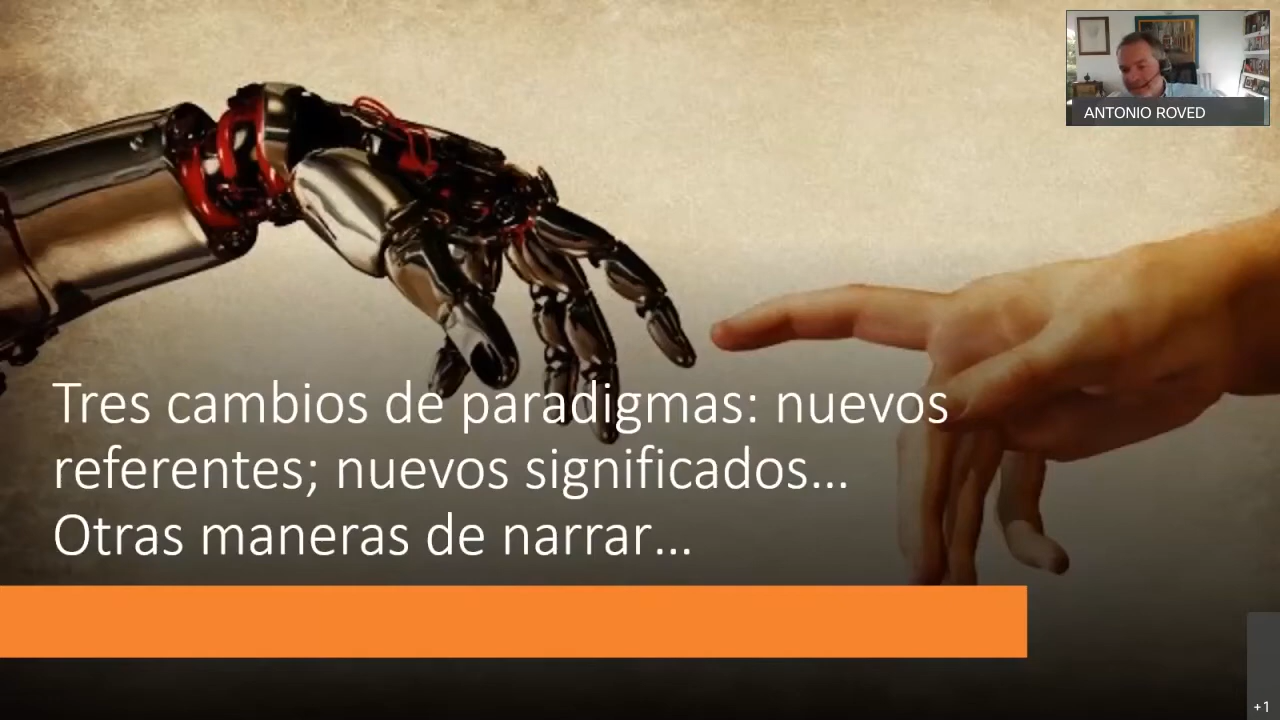 ANTONIO ROVED
Tres cambios de paradigmas: nuevos
referentes; nuevos significados...
Otras maneras de narrar...
+1